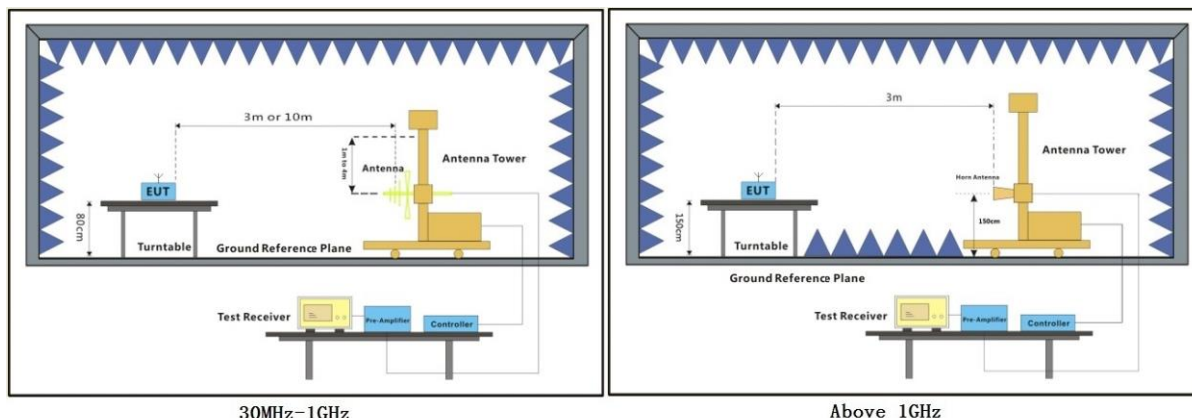 3m or 10m
1m to 4m
Antenna
Antenna Tower
EUT
80cm
Turntable
Ground Reference Plane
Test Receiver
Pre-Amplifier
Controller
30MHz-1GHz
3m
Antenna Tower
Horn Antenna
EUT
150cm
150cm
Turntable
Ground Reference Plane
Test Receiver
Pre-Amplifier
Controller
Above 1GHz